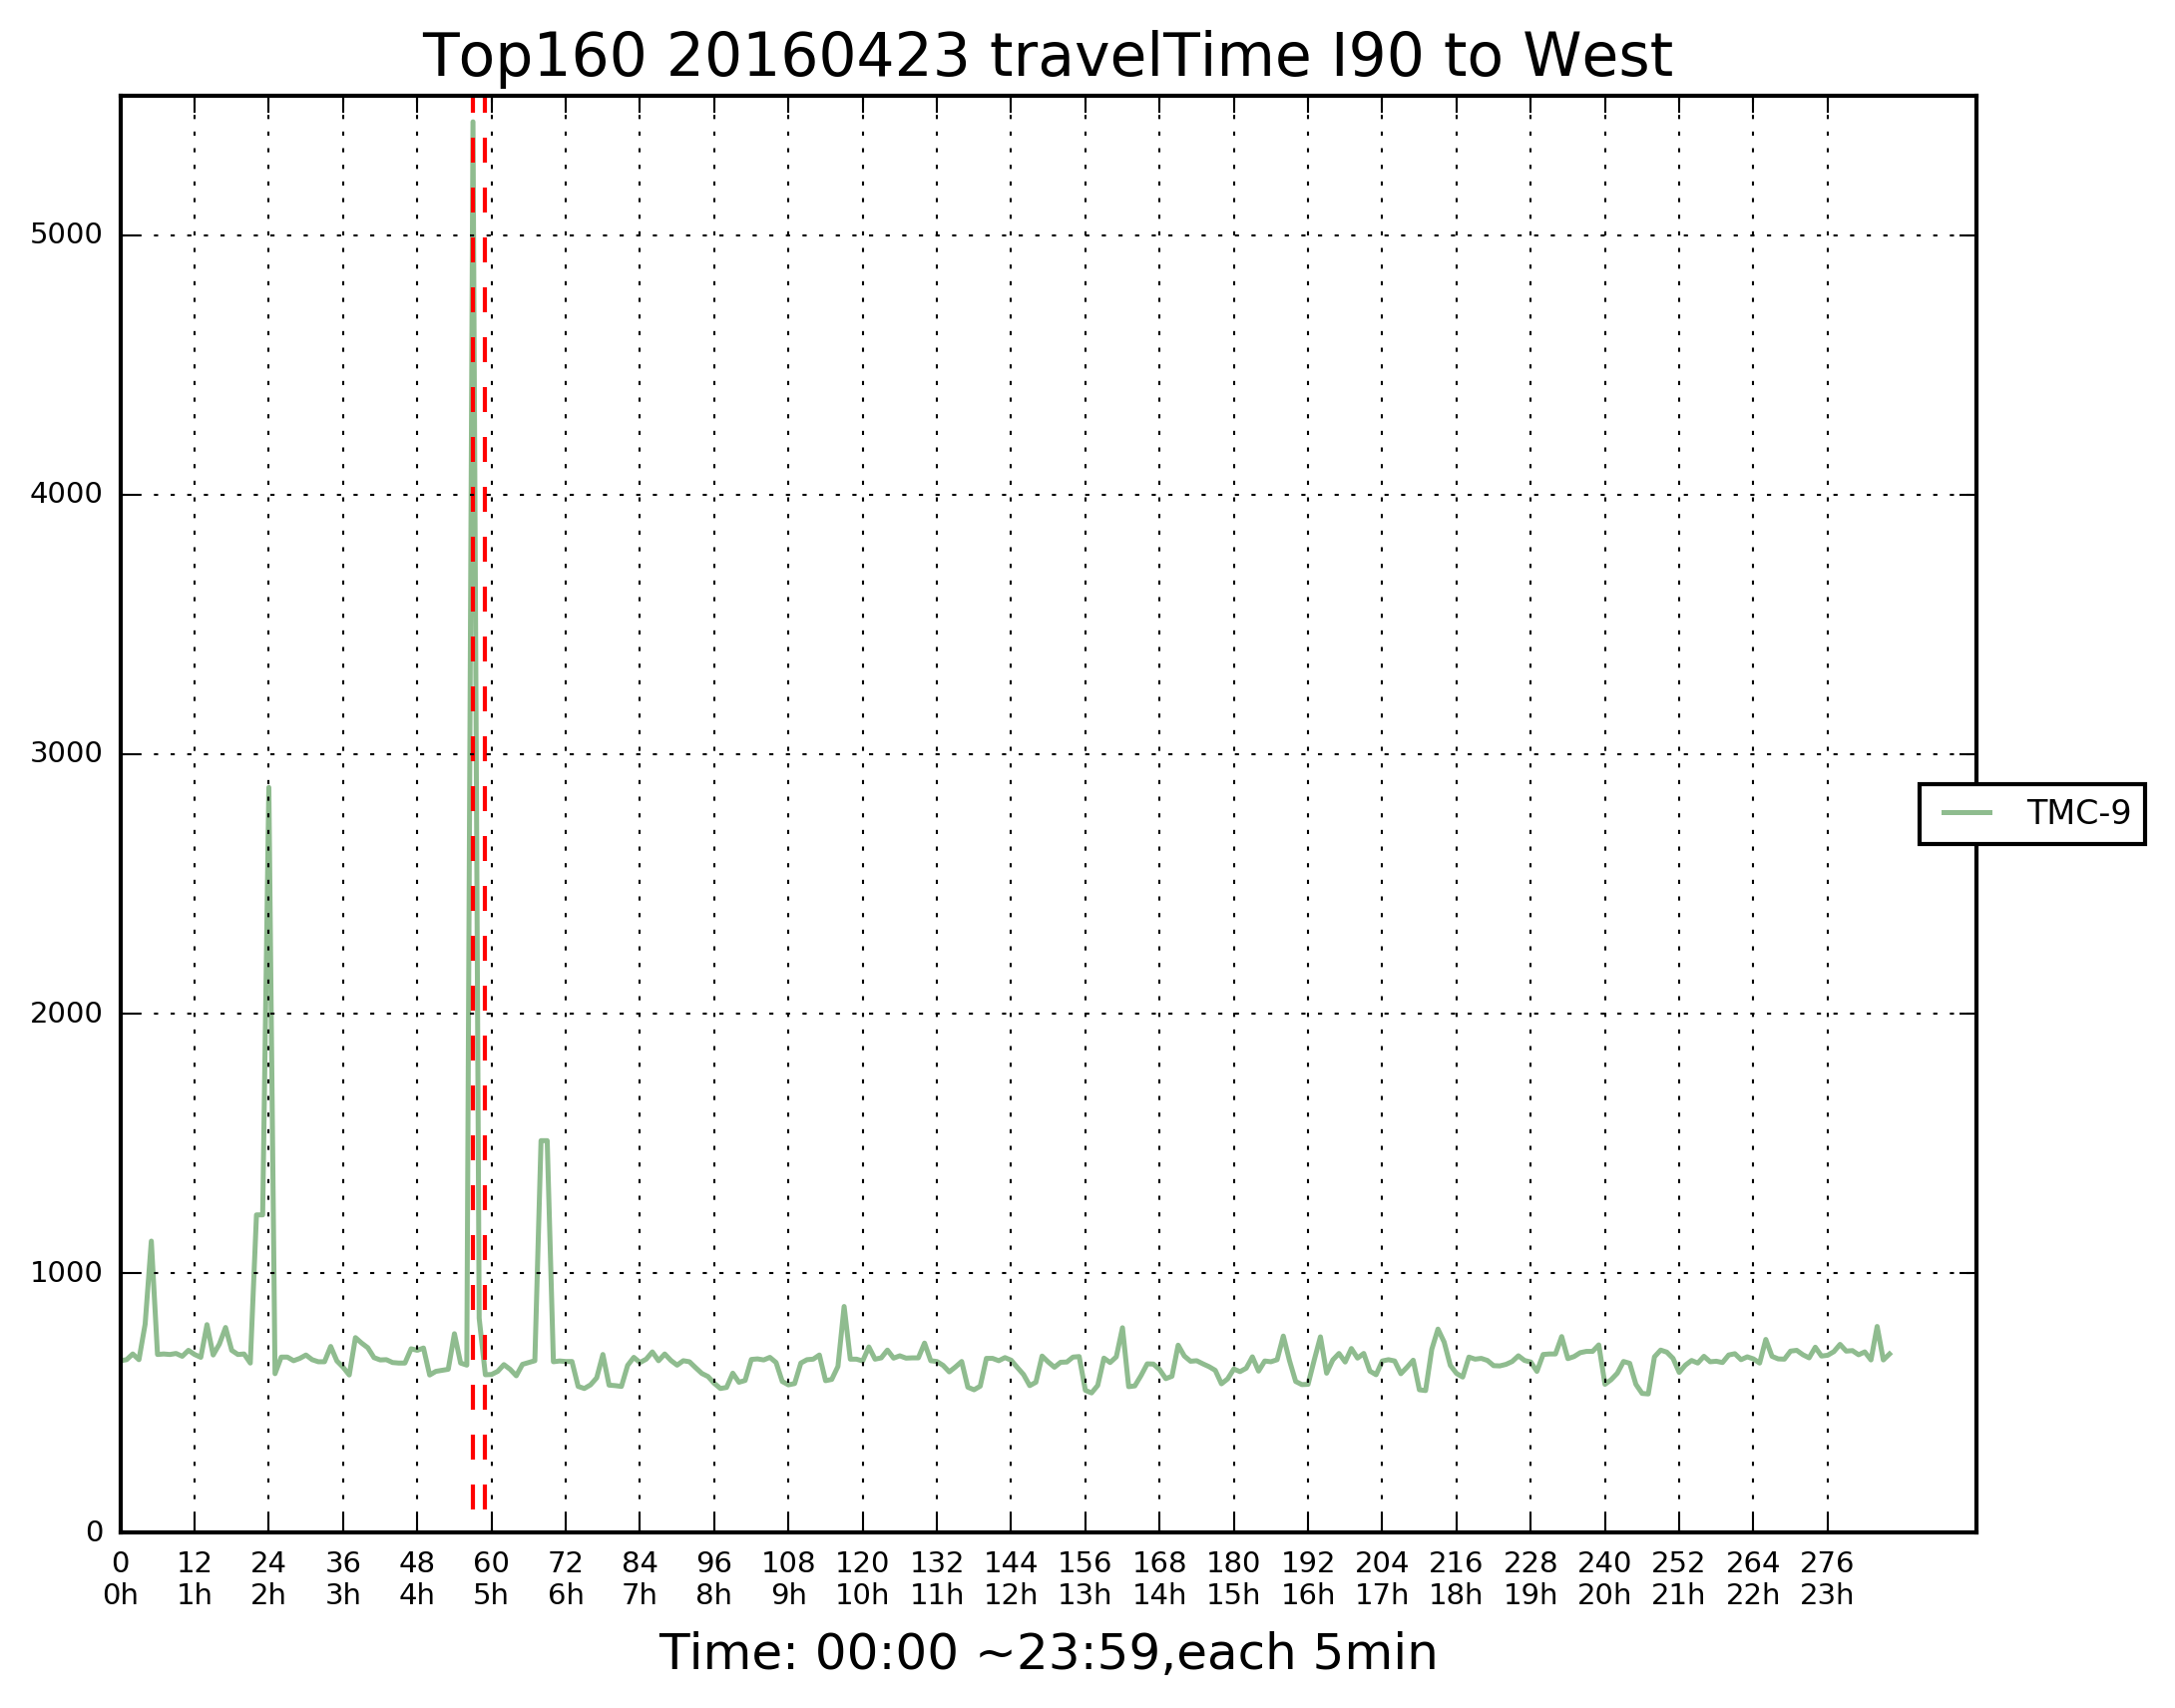 Top160 20160423 travelTime I90 to West
5000
4000
3000
2000
1000
0
TMC-9
0 12 24 36 48 60 72 84 96 108 120 132 144 156 168 180 192 204 216 228 240 252 264 276
0h 1h 2h 3h 4h 5h 6h 7h 8h 9h 10h 11h 12h 13h 14h 15h 16h 17h 18h 19h 20h 21h 22h 23h
Time: 00:00 ~23:59,each 5min